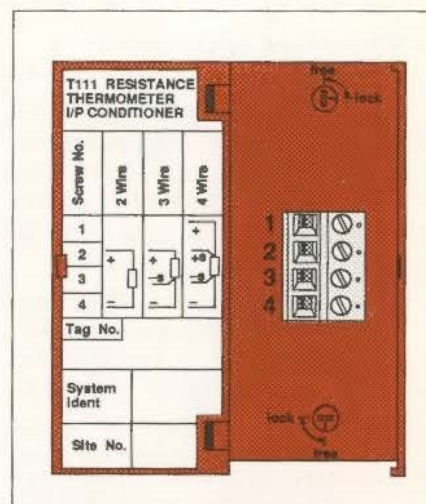 T111 RESISTANCE
THERMOMETER
I/P CONDITIONER
Screw No.
2 Wire
3 Wire
4 Wire
1
2
3
4
+
−
+
-s
−
+
+s
-s
−
Tag No.
System
Ident
Site No.
free
lock
1
2
3
4
lock
free